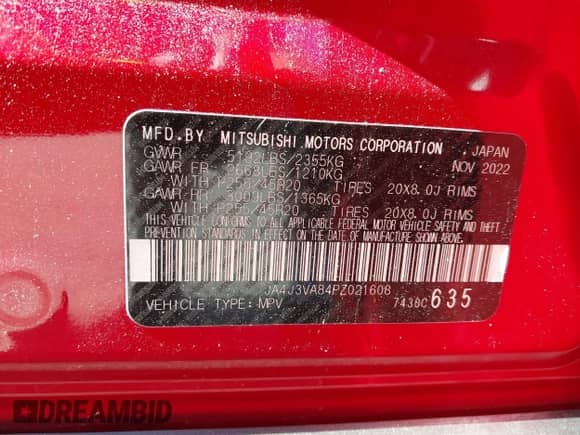 MFD.BY MITSUBISHI MOTORS CORPORATION JAPAN
GVWR 5192LBS/2355KG NOV 2022
GAWR FR 2668LBS/1210KG
WITH P255/45R20 TIRES 20X8.0J RIMS
GAWR RR 3009LBS/1365KG
WITH P255/45R20 TIRES 20X8.0J RIMS
THIS VEHICLE CONFORMS TO ALL APPLICABLE FEDERAL MOTOR VEHICLE SAFETY
AND THEFT PREVENTION STANDARDS IN EFFECT ON THE DATE OF MANUFACTURE
SHOWN ABOVE.
JA4J3VA84PZ021608
VEHICLE TYPE: MPV 7430C 635
DREAMBID